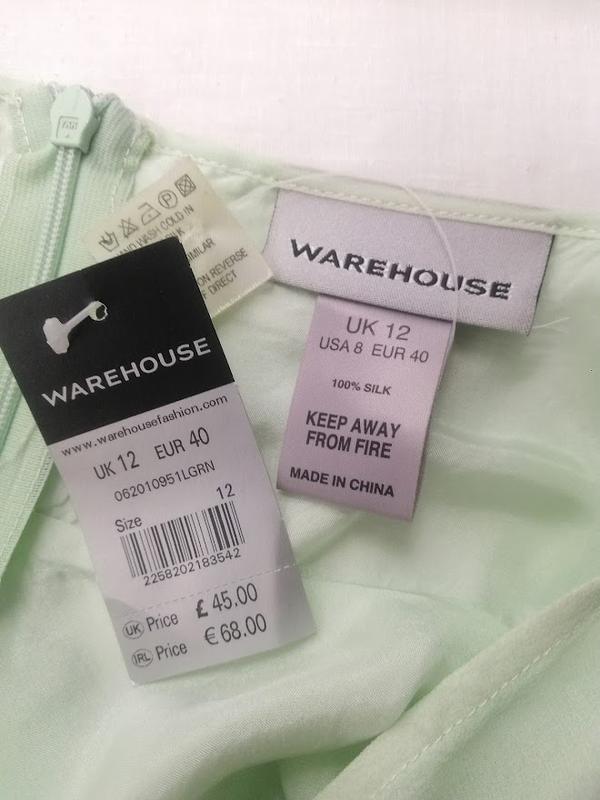 WASH COLD IN
SILK
SIMILAR
ON REVERSE
DIRECT
WAREHOUSE
UK 12
USA 8 EUR 40
100% SILK
KEEP AWAY
FROM FIRE
MADE IN CHINA
WAREHOUSE
www.warehousefashion.com
UK 12 EUR 40
062010951LGRN
Size 12
2258202183542
UK Price £ 45.00
IRL Price € 68.00